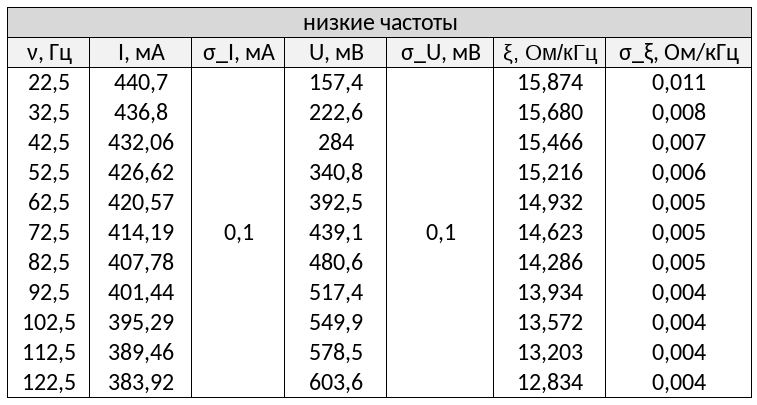 низкие частоты
ν, Гц I, мА σ_I, мА U, мВ σ_U, мВ ξ, Ом/кГц σ_ξ, Ом/кГц
22,5 440,7 157,4 15,874 0,011
32,5 436,8 222,6 15,680 0,008
42,5 432,06 284 15,466 0,007
52,5 426,62 340,8 15,216 0,006
62,5 420,57 392,5 14,932 0,005
72,5 414,19 0,1 439,1 0,1 14,623 0,005
82,5 407,78 480,6 14,286 0,005
92,5 401,44 517,4 13,934 0,004
102,5 395,29 549,9 13,572 0,004
112,5 389,46 578,5 13,203 0,004
122,5 383,92 603,6 12,834 0,004